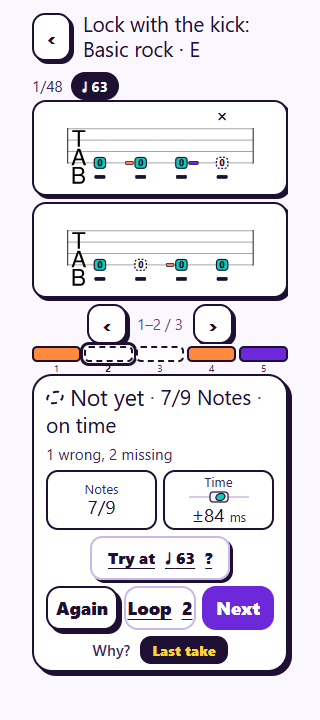 ‹
Lock with the kick:
Basic rock · E
1/48 ♩63
×
T
A
B
0 0 0 0
T
A
B
0 0 0 0
‹ 1–2 / 3 ›
1 2 3 4 5
Not yet · 7/9 Notes ·
on time
1 wrong, 2 missing
Notes
7/9
Time
±84 ms
Try at ♩63 ?
Again Loop 2 Next
Why? Last take